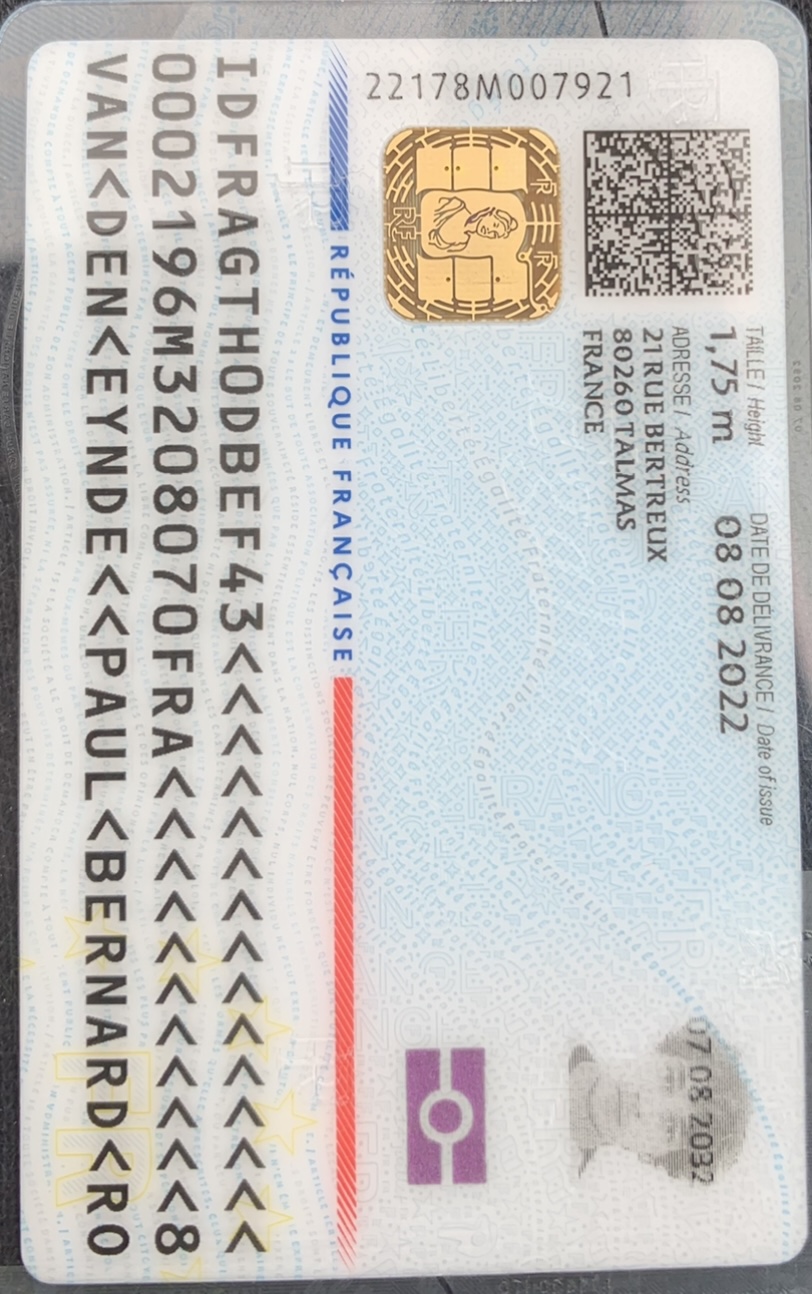 TAILLE / Height DATE DE DÉLIVRANCE / Date of issue
1,75 m 08 08 2022
07 08 2032
ADRESSE / Address
21 RUE BERTREUX
80260 TALMAS
FRANCE
22178M007921
RÉPUBLIQUE FRANÇAISE
IDFRAGTHODBEF43<<<<<<<<<<<<<<<
0002196M3208070FRA<<<<<<<<<<<8
VAN<DEN<EYNDE<<PAUL<BERNARD<RO